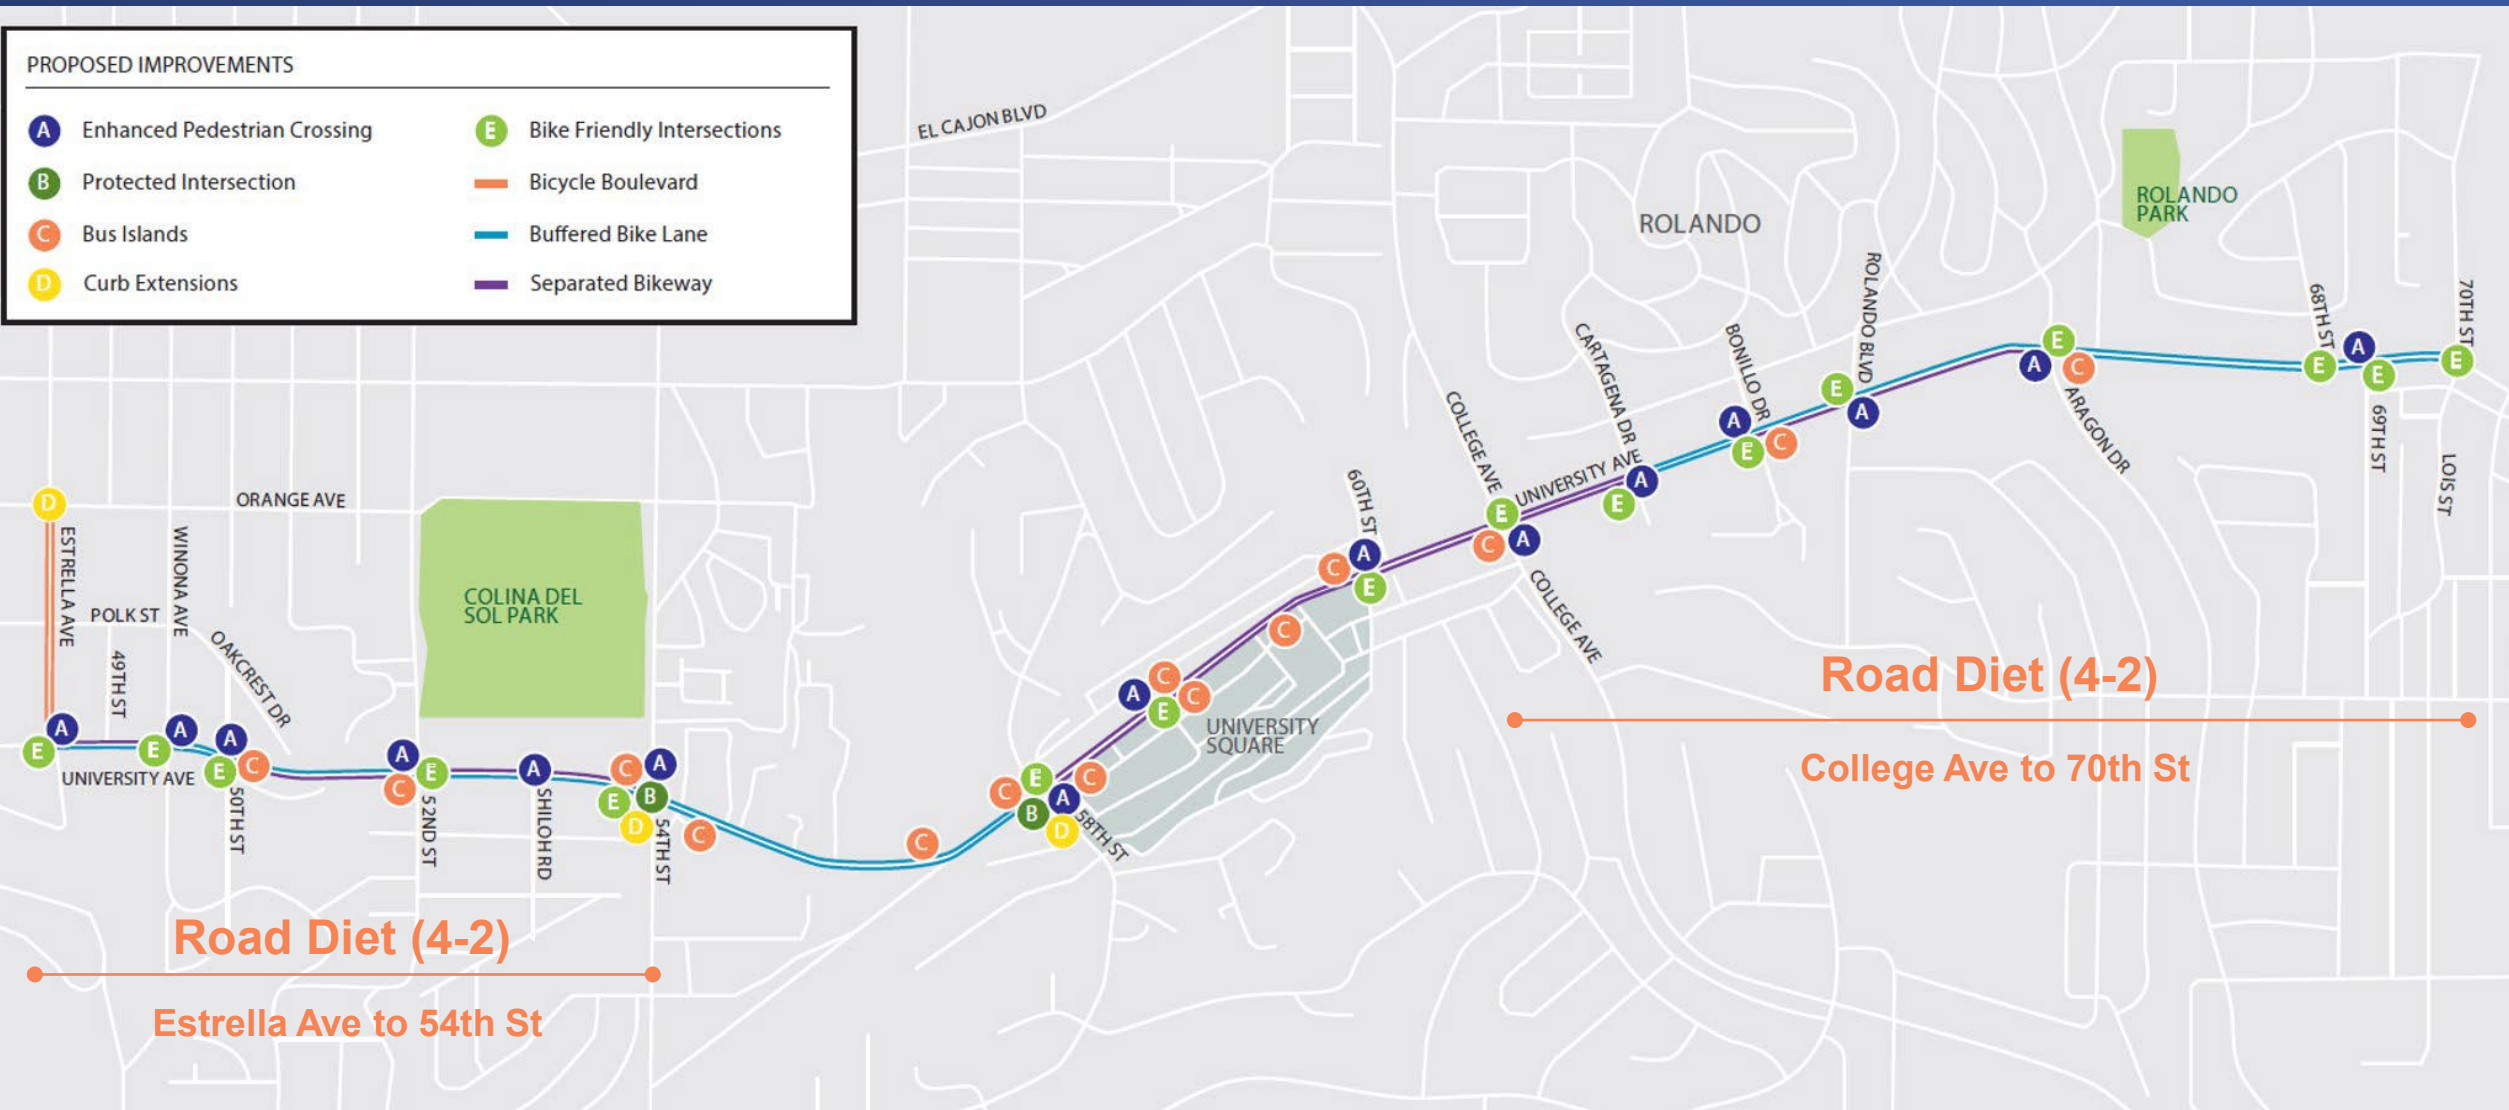 PROPOSED IMPROVEMENTS
A Enhanced Pedestrian Crossing
B Protected Intersection
C Bus Islands
D Curb Extensions
E Bike Friendly Intersections
Bicycle Boulevard
Buffered Bike Lane
Separated Bikeway
EL CAJON BLVD
ROLANDO
ROLANDO
PARK
ROLANDO BLVD
68TH ST
70TH ST
CARTAGENA DR
BONILLO DR
E
A
C
E
A
E
E
E
A
A
E
C
ARAGON DR
69TH ST
LOIS ST
COLLEGE AVE
UNIVERSITY AVE
A
E
E
C
A
60TH ST
C
A
E
COLLEGE AVE
D
ORANGE AVE
ESTRELLA AVE
WINONA AVE
POLK ST
49TH ST
OAKCREST DR
COLINA DEL
SOL PARK
C
C
A
C
E
UNIVERSITY
SQUARE
A
E
E
A
A
E
C
UNIVERSITY AVE
50TH ST
A
C
E
52ND ST
A
SHILOH RD
C
A
E
B
D
54TH ST
C
C
C
E
C
B
A
D
58TH ST
Road Diet (4-2)
College Ave to 70th St
Road Diet (4-2)
Estrella Ave to 54th St